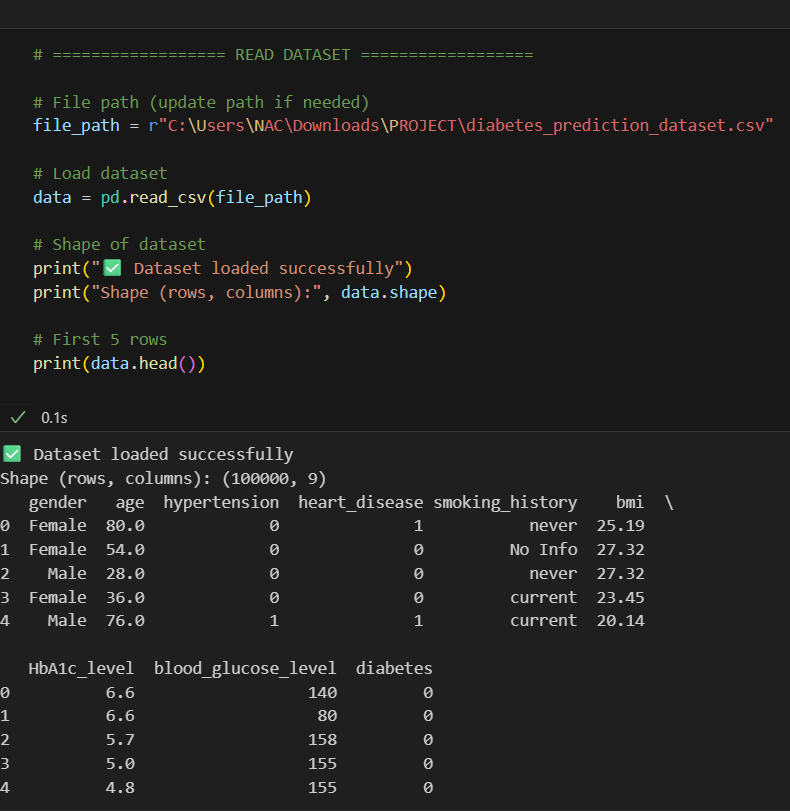 # ================== READ DATASET ==================
# File path (update path if needed)
file_path = r"C:\Users\NAC\Downloads\PROJECT\diabetes_prediction_dataset.csv"
# Load dataset
data = pd.read_csv(file_path)
# Shape of dataset
print("✅ Dataset loaded successfully")
print("Shape (rows, columns):", data.shape)
# First 5 rows
print(data.head())
✓ 0.1s
✅ Dataset loaded successfully
Shape (rows, columns): (100000, 9)
   gender   age  hypertension  heart_disease smoking_history    bmi  \
0  Female  80.0             0              1           never  25.19
1  Female  54.0             0              0         No Info  27.32
2    Male  28.0             0              0           never  27.32
3  Female  36.0             0              0         current  23.45
4    Male  76.0             1              1         current  20.14
   HbA1c_level  blood_glucose_level  diabetes
0          6.6                  140         0
1          6.6                   80         0
2          5.7                  158         0
3          5.0                  155         0
4          4.8                  155         0